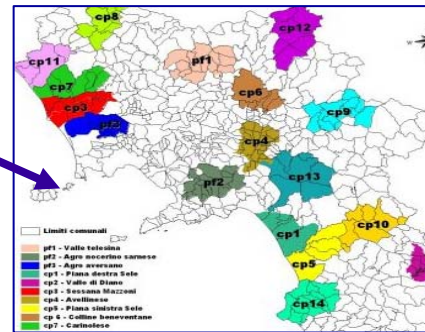 cp8
cp12
cp11
pf1
cp7
cp6
cp3
cp9
pf3
cp4
pf2
cp13
cp1
cp10
cp5
cp14
Limiti comunali
pf1 - Valle telesina
pf2 - Agro nocerino sarnese
pf3 - Agro aversano
cp1 - Piana destra Sele
cp2 - Valle di Diano
cp3 - Sessana Mazzoni
cp4 - Avellinese
cp5 - Piana sinistra Sele
cp 6 - Colline beneventane
cp7 - Carinolese